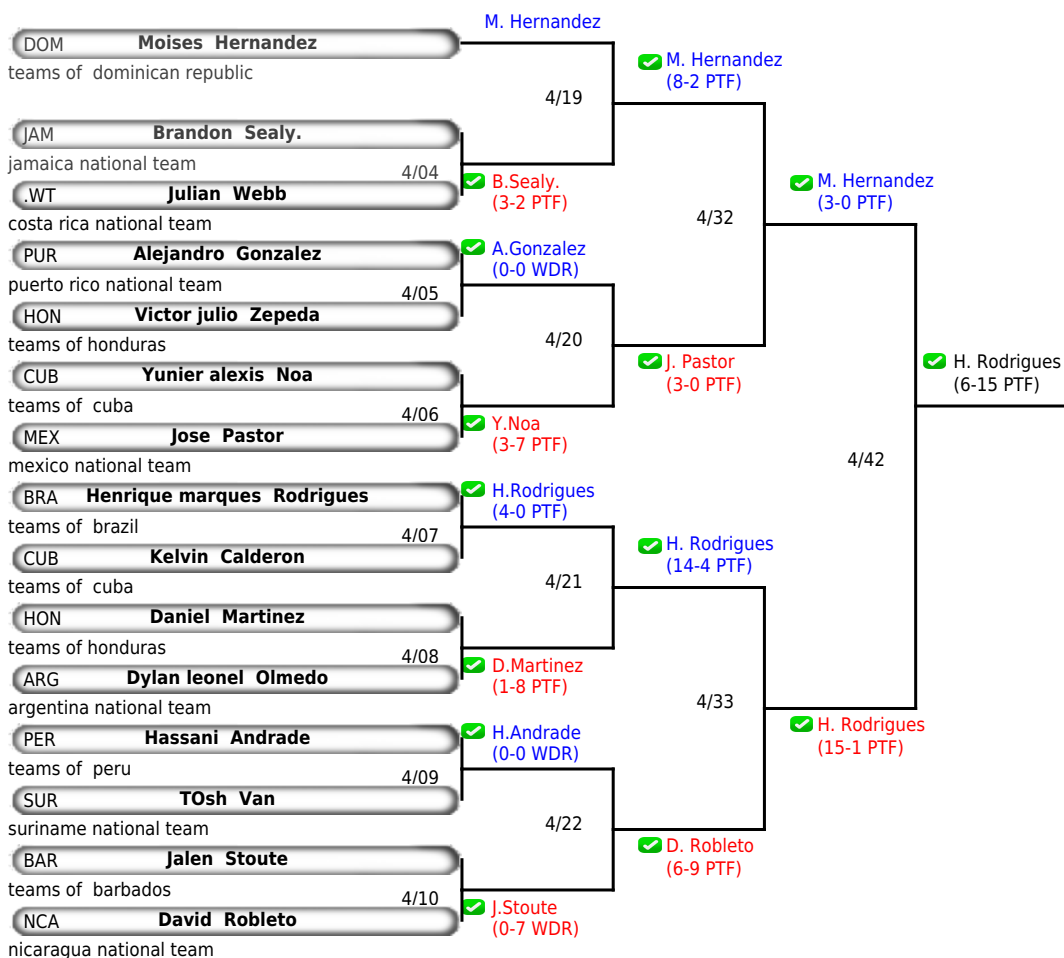 M. Hernandez
DOM Moises Hernandez
teams of dominican republic
M. Hernandez
(8-2 PTF)
4/19
JAM Brandon Sealy.
jamaica national team
4/04
B.Sealy.
(3-2 PTF)
.WT Julian Webb
costa rica national team
M. Hernandez
(3-0 PTF)
4/32
PUR Alejandro Gonzalez
puerto rico national team
A.Gonzalez
(0-0 WDR)
4/05
HON Victor julio Zepeda
teams of honduras
4/20
J. Pastor
(3-0 PTF)
H. Rodrigues
(6-15 PTF)
CUB Yunier alexis Noa
teams of cuba
4/06
Y.Noa
(3-7 PTF)
MEX Jose Pastor
mexico national team
4/42
BRA Henrique marques Rodrigues
teams of brazil
H.Rodrigues
(4-0 PTF)
4/07
CUB Kelvin Calderon
teams of cuba
H. Rodrigues
(14-4 PTF)
4/21
HON Daniel Martinez
teams of honduras
4/08
D.Martinez
(1-8 PTF)
ARG Dylan leonel Olmedo
argentina national team
4/33
H. Rodrigues
(15-1 PTF)
PER Hassani Andrade
teams of peru
H.Andrade
(0-0 WDR)
4/09
SUR TOsh Van
suriname national team
4/22
D. Robleto
(6-9 PTF)
BAR Jalen Stoute
teams of barbados
4/10
J.Stoute
(0-7 WDR)
NCA David Robleto
nicaragua national team